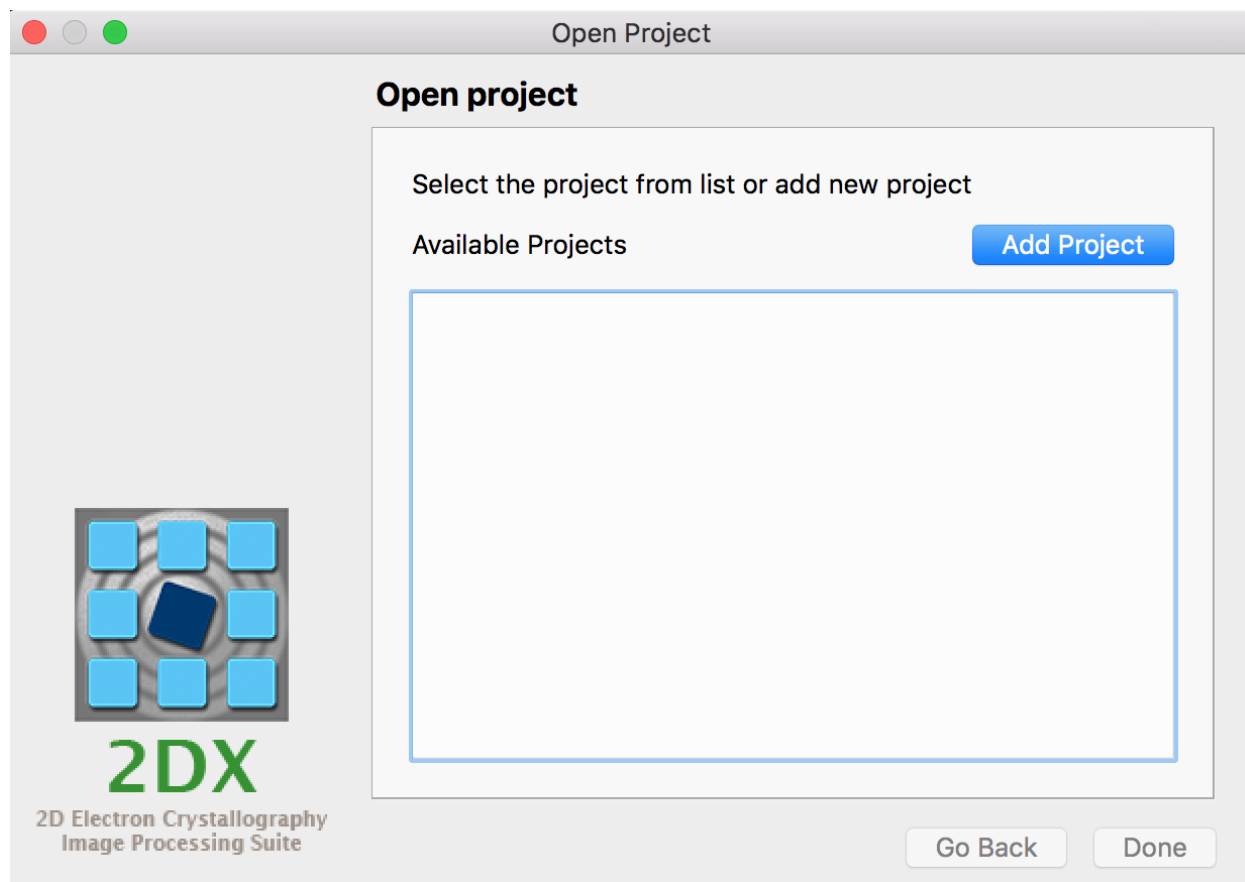 Open Project
Open project
Select the project from list or add new project
Available Projects
Add Project
2DX
2D Electron Crystallography
Image Processing Suite
Go Back
Done